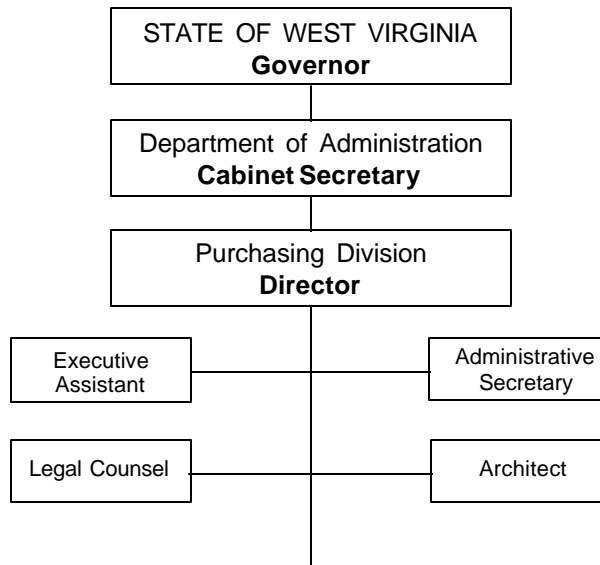 STATE OF WEST VIRGINIA
Governor
Department of Administration
Cabinet Secretary
Purchasing Division
Director
Executive
Assistant
Administrative
Secretary
Legal Counsel
Architect